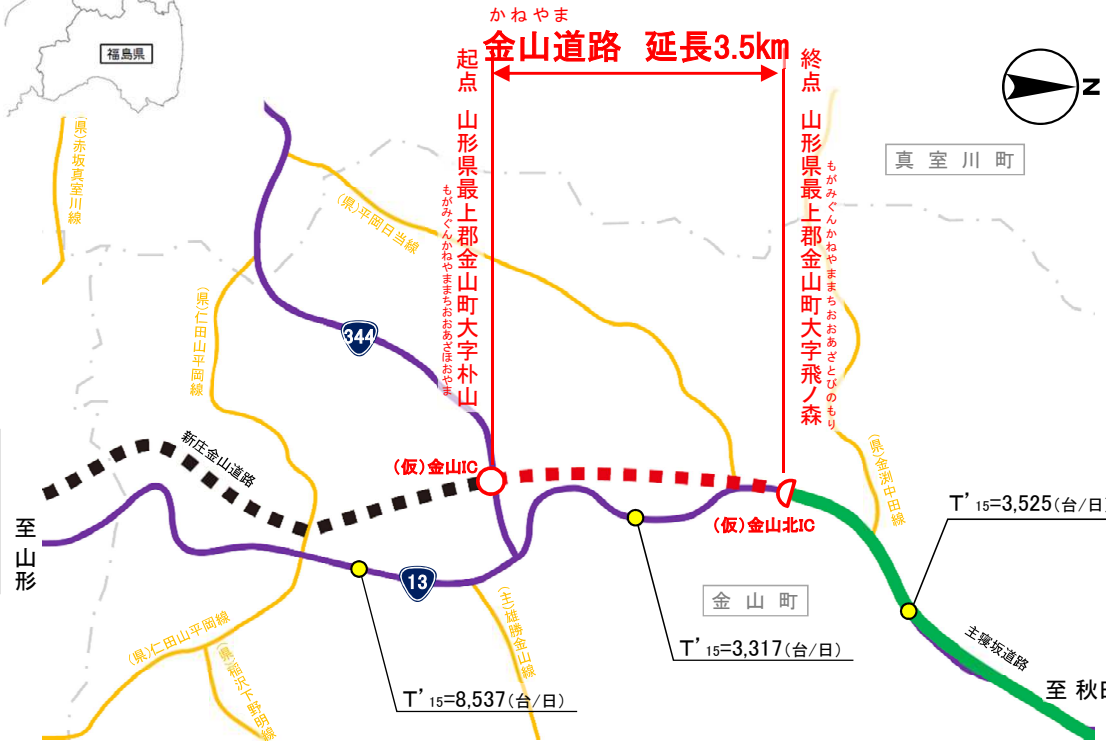 福島県
かねやま
金山道路 延長3.5km
起点 山形県最上郡金山町大字朴山
もがみぐんかねやままちおおあざほおやま
終点 山形県最上郡金山町大字飛ノ森
もがみぐんかねやままちおおあざとびのもり
N
真室川町
(県)赤坂真室川線
(県)平岡日当線
(県)仁田山平岡線
344
新庄金山道路
(仮)金山IC
(仮)金山北IC
(県)金渕中田線
T’15=3,525(台/日)
至 山形
13
金山町
T’15=3,317(台/日)
主寝坂道路
(主)雄勝金山線
(県)仁田山平岡線
(県)稲沢下野明線
T’15=8,537(台/日)
至 秋田